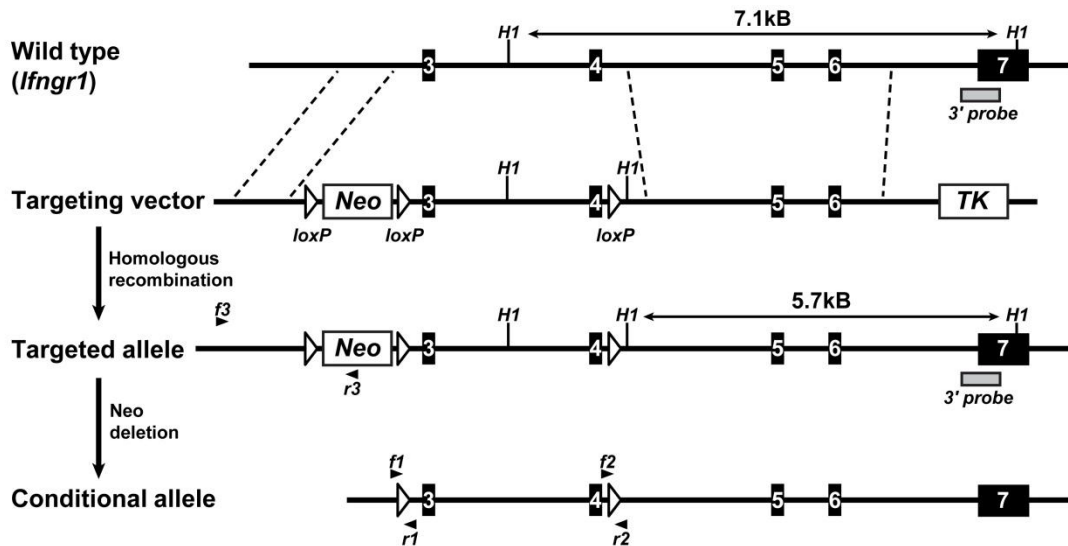 7.1kB
Wild type
(Ifngr1)
H1
H1
3
4
5
6
7
3' probe
Targeting vector
H1
H1
Neo
3
4
5
6
TK
loxP
loxP
loxP
Homologous
recombination
f3
5.7kB
Targeted allele
H1
H1
H1
Neo
3
4
5
6
7
r3
3' probe
Neo
deletion
f1
f2
Conditional allele
3
4
5
6
7
r1
r2